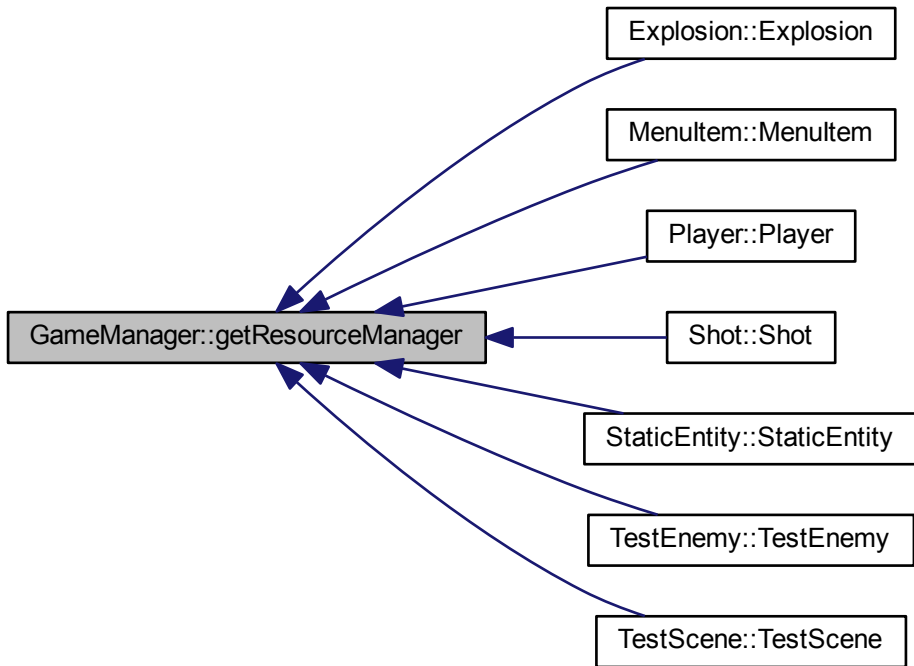 Explosion::Explosion
MenuItem::MenuItem
Player::Player
GameManager::getResourceManager
Shot::Shot
StaticEntity::StaticEntity
TestEnemy::TestEnemy
TestScene::TestScene